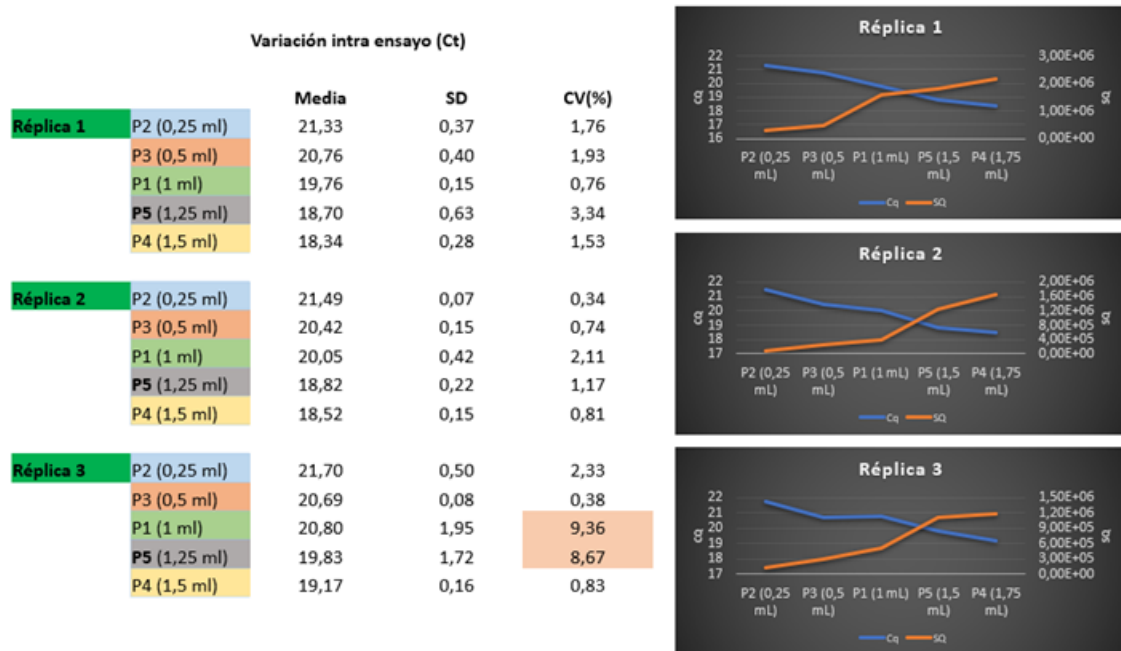 Variación intra ensayo (Ct)
Media SD CV(%)
Réplica 1 P2 (0,25 ml) 21,33 0,37 1,76
P3 (0,5 ml) 20,76 0,40 1,93
P1 (1 ml) 19,76 0,15 0,76
P5 (1,25 ml) 18,70 0,63 3,34
P4 (1,5 ml) 18,34 0,28 1,53
Réplica 2 P2 (0,25 ml) 21,49 0,07 0,34
P3 (0,5 ml) 20,42 0,15 0,74
P1 (1 ml) 20,05 0,42 2,11
P5 (1,25 ml) 18,82 0,22 1,17
P4 (1,5 ml) 18,52 0,15 0,81
Réplica 3 P2 (0,25 ml) 21,70 0,50 2,33
P3 (0,5 ml) 20,69 0,08 0,38
P1 (1 ml) 20,80 1,95 9,36
P5 (1,25 ml) 19,83 1,72 8,67
P4 (1,5 ml) 19,17 0,16 0,83
Réplica 1
22
21
20
19
18
17
16
CQ
3,00E+06
2,00E+06
1,00E+06
0,00E+00
SQ
P2 (0,25 P3 (0,5 P1 (1 mL) P5 (1,5 P4 (1,75
mL) mL) mL) mL)
Cq SQ
Réplica 2
22
21
20
19
18
17
CQ
2,00E+06
1,60E+06
1,20E+06
8,00E+05
4,00E+05
0,00E+00
SQ
P2 (0,25 P3 (0,5 P1 (1 mL) P5 (1,5 P4 (1,75
mL) mL) mL) mL)
Cq SQ
Réplica 3
22
21
20
19
18
17
CQ
1,50E+06
1,20E+06
9,00E+05
6,00E+05
3,00E+05
0,00E+00
SQ
P2 (0,25 P3 (0,5 P1 (1 mL) P5 (1,5 P4 (1,75
mL) mL) mL) mL)
Cq SQ